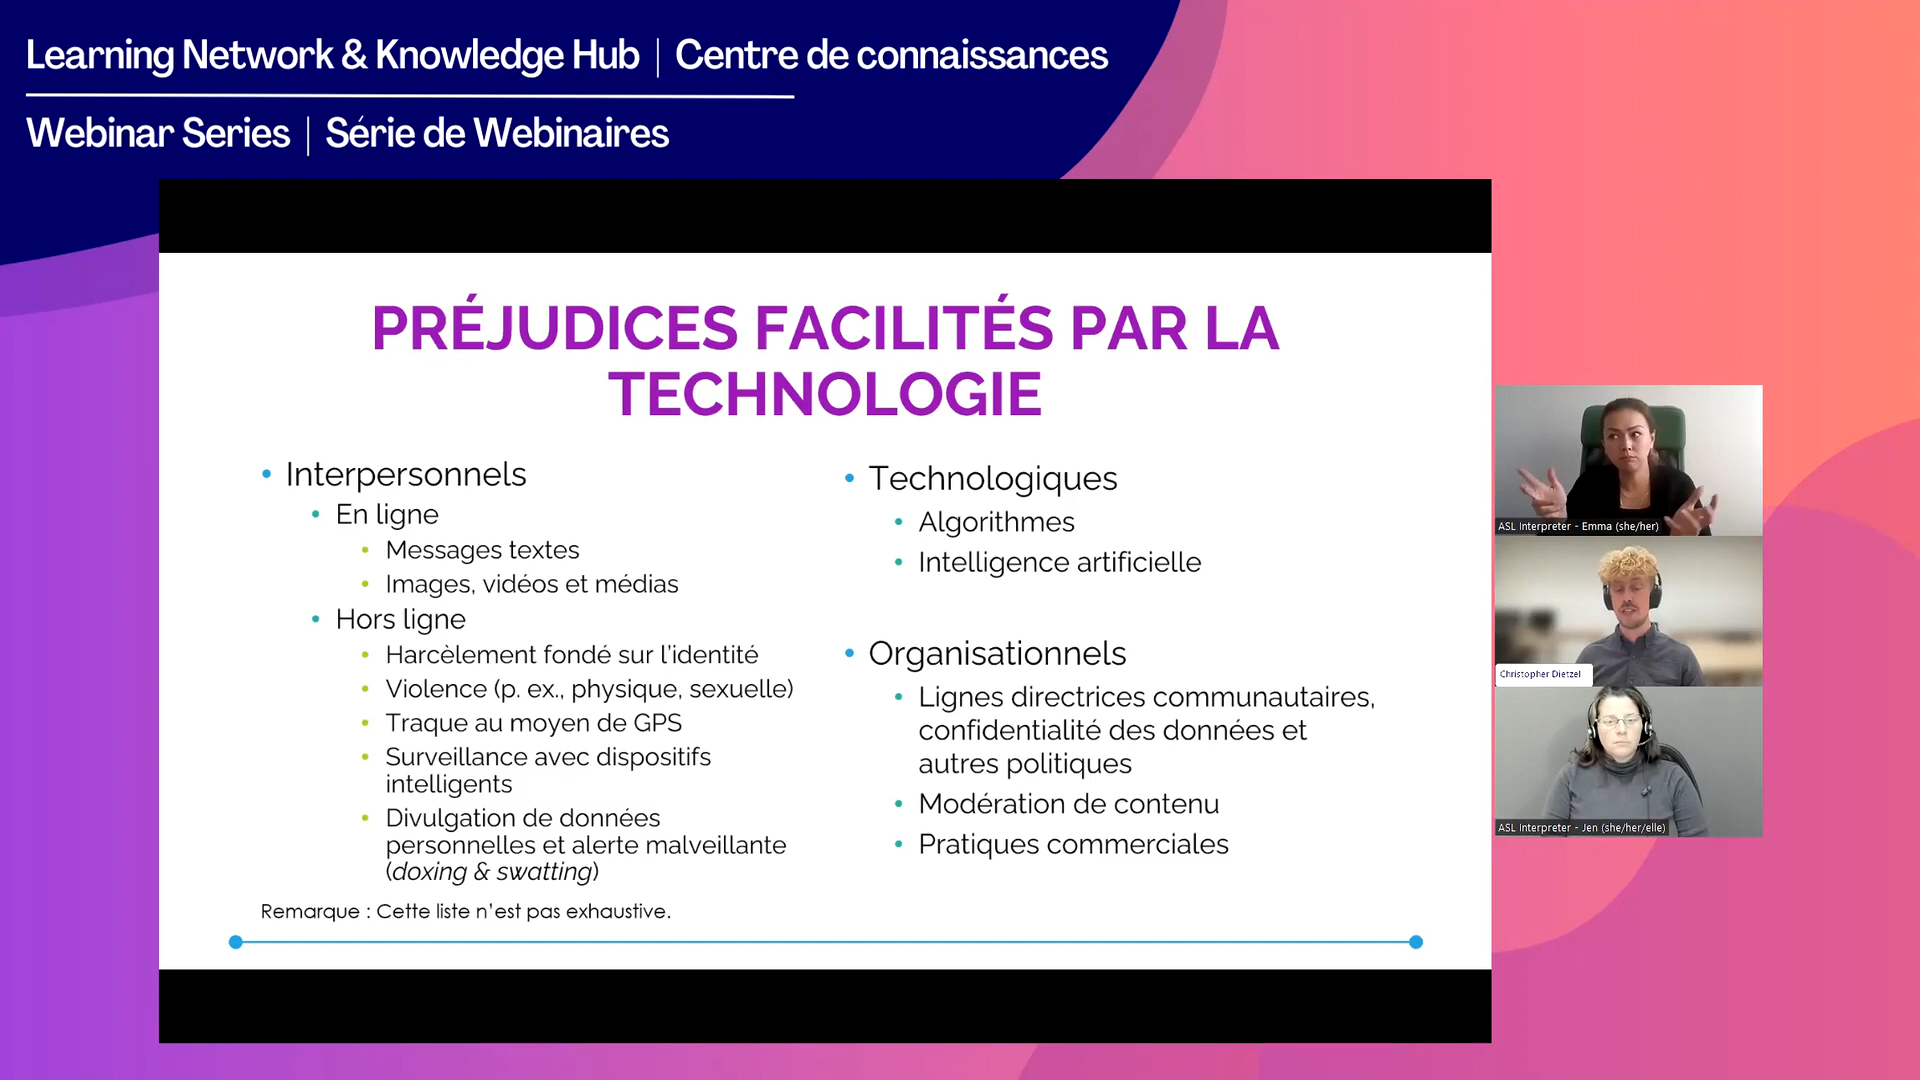 Learning Network & Knowledge Hub | Centre de connaissances
Webinar Series | Série de Webinaires
PRÉJUDICES FACILITÉS PAR LA
TECHNOLOGIE
• Interpersonnels
• En ligne
• Messages textes
• Images, vidéos et médias
• Hors ligne
• Harcèlement fondé sur l'identité
• Violence (p. ex., physique, sexuelle)
• Traque au moyen de GPS
• Surveillance avec dispositifs
intelligents
• Divulgation de données
personnelles et alerte malveillante
(doxing & swatting)
Remarque : Cette liste n'est pas exhaustive.
• Technologiques
• Algorithmes
• Intelligence artificielle
• Organisationnels
• Lignes directrices communautaires,
confidentialité des données et
autres politiques
• Modération de contenu
• Pratiques commerciales
ASL Interpreter - Emma (she/her)
Christopher Dietzel
ASL Interpreter - Jen (she/her/elle)